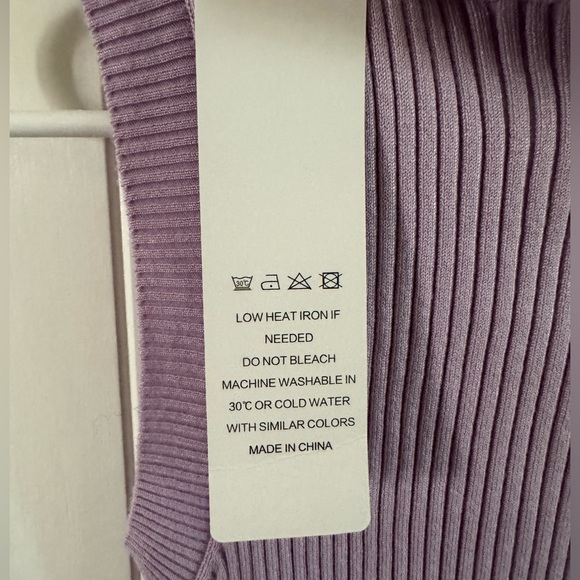 30℃
LOW HEAT IRON IF
NEEDED
DO NOT BLEACH
MACHINE WASHABLE IN
30℃ OR COLD WATER
WITH SIMILAR COLORS
MADE IN CHINA